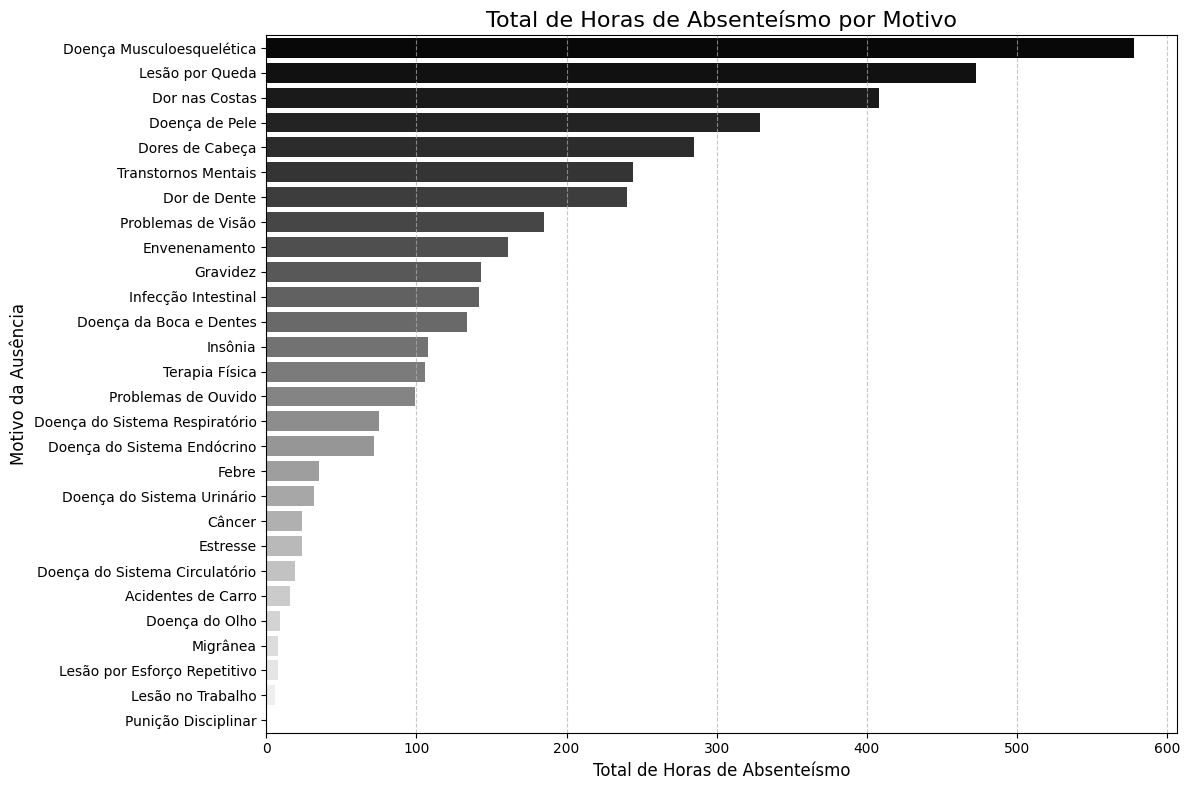 Total de Horas de Absenteísmo por Motivo
Motivo da Ausência
Doença Musculoesquelética
Lesão por Queda
Dor nas Costas
Doença de Pele
Dores de Cabeça
Transtornos Mentais
Dor de Dente
Problemas de Visão
Envenenamento
Gravidez
Infecção Intestinal
Doença da Boca e Dentes
Insônia
Terapia Física
Problemas de Ouvido
Doença do Sistema Respiratório
Doença do Sistema Endócrino
Febre
Doença do Sistema Urinário
Câncer
Estresse
Doença do Sistema Circulatório
Acidentes de Carro
Doença do Olho
Migrânea
Lesão por Esforço Repetitivo
Lesão no Trabalho
Punição Disciplinar
0 100 200 300 400 500 600
Total de Horas de Absenteísmo